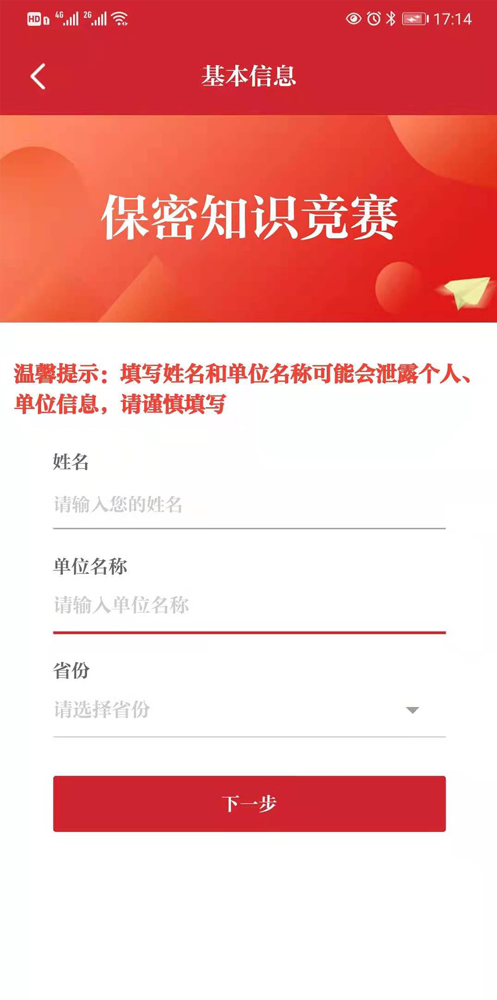 HD 1 4G 2G 17:14
基本信息
保密知识竞赛
温馨提示：填写姓名和单位名称可能会泄露个人、
单位信息，请谨慎填写
姓名
请输入您的姓名
单位名称
请输入单位名称
省份
请选择省份
下一步